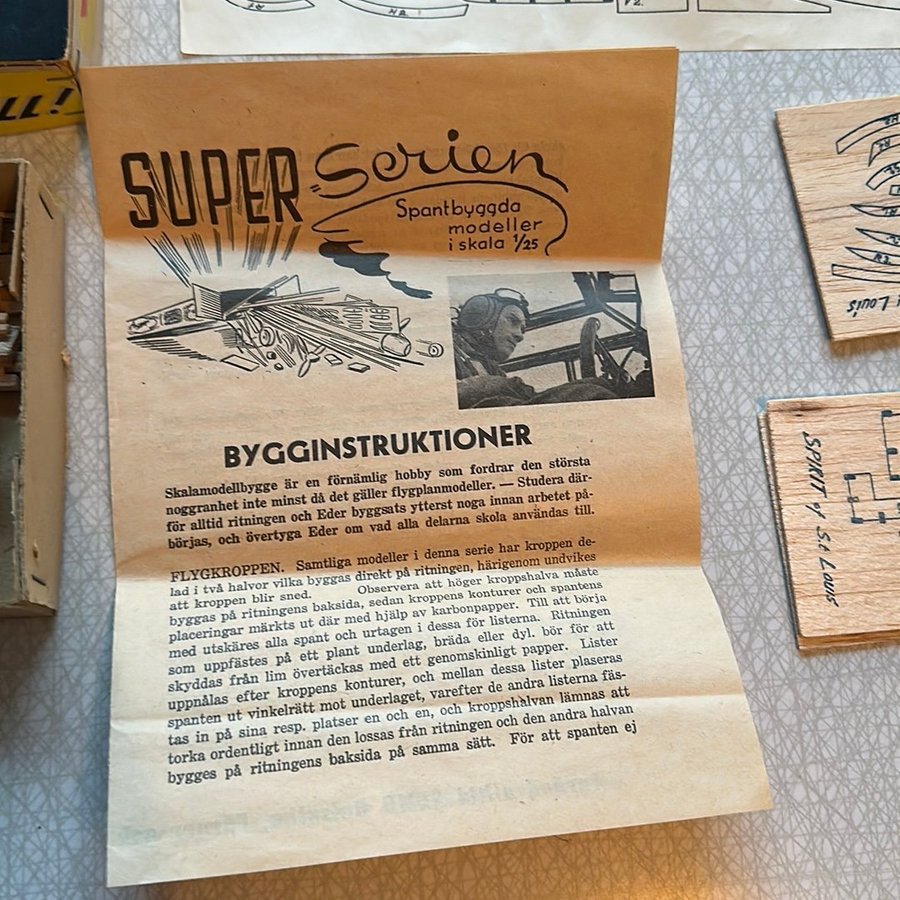 LL!
R2
V2
SUPER Serien
Spantbyggda
modeller
i skala 1/25
BYGGINSTRUKTIONER
Skalamodellbygge är en förnämlig hobby som fordrar den största
noggranhet inte minst då det gäller flygplanmodeller. — Studera där-
för alltid ritningen och Eder byggsats ytterst noga innan arbetet på-
börjas, och övertyga Eder om vad alla delarna skola användas till.
FLYGKROPPEN. Samtliga modeller i denna serie har kroppen de-
lad i två halvor vilka byggas direkt på ritningen, härigenom undvikes
att kroppen blir sned. Observera att höger kroppshalva måste
byggas på ritningens baksida, sedan kroppens konturer och spantens
placeringar märkts ut där med hjälp av karbonpapper. Till att börja
med utskäres alla spant och urtagen i dessa för listerna. Ritningen
som uppfästes på ett plant underlag, bräda eller dyl. bör för att
skyddas från lim övertäckas med ett genomskinligt papper. Lister
uppnålas efter kroppens konturer, och mellan dessa lister plaseras
spanten ut vinkelrätt mot underlaget, varefter de andra listerna fäs-
tas in på sina resp. platser en och en, och kroppshalvan lämnas att
torka ordentligt innan den lossas från ritningen och den andra halvan
bygges på ritningens baksida på samma sätt. För att spanten ej
Louis
SPIRIT of St Louis